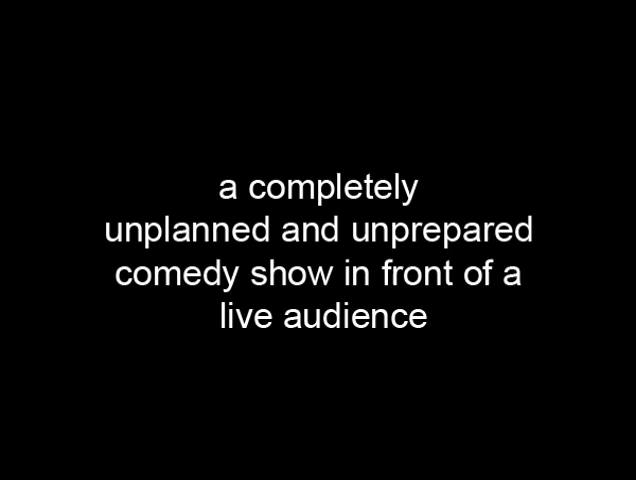 a completely
unplanned and unprepared
comedy show in front of a
live audience